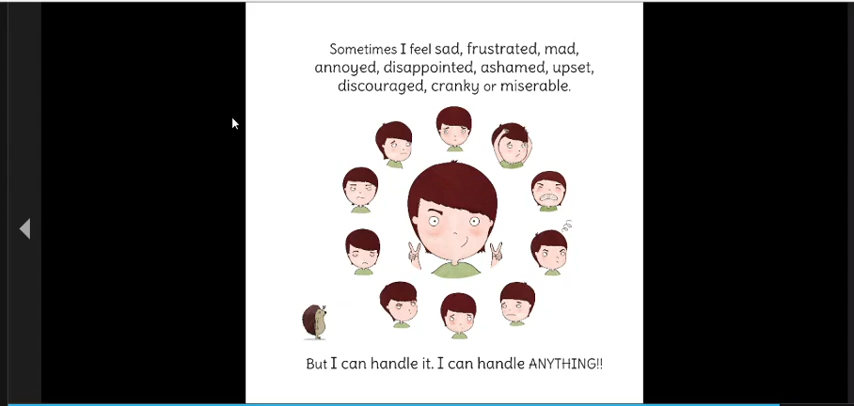 Sometimes I feel sad, frustrated, mad,
annoyed, disappointed, ashamed, upset,
discouraged, cranky or miserable.
But I can handle it. I can handle ANYTHING!!